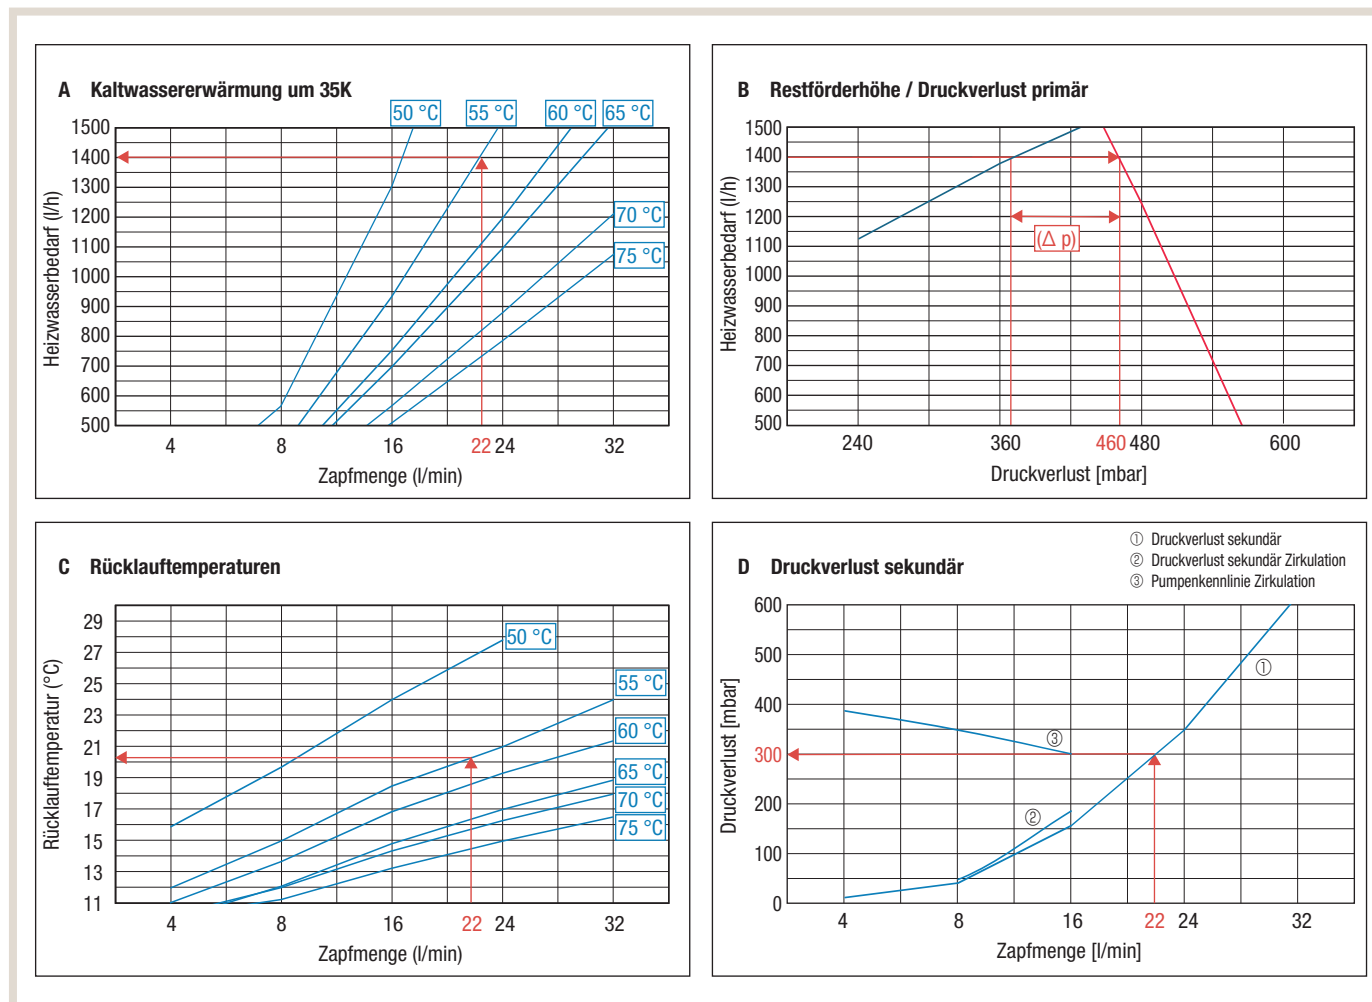 A Kaltwassererwärmung um 35K
50 °C 55 °C 60 °C 65 °C
70 °C
75 °C
Heizwasserbedarf (l/h)
1500
1400
1300
1200
1100
1000
900
800
700
600
500
4 8 16 22 24 32
Zapfmenge (l/min)
B Restförderhöhe / Druckverlust primär
Heizwasserbedarf (l/h)
1500
1400
1300
1200
1100
1000
900
800
700
600
500
(Δ p)
240 360 460 480 600
Druckverlust [mbar]
C Rücklauftemperaturen
Rücklauftemperatur (°C)
29
27
25
23
21
19
17
15
13
11
50 °C
55 °C
60 °C
65 °C
70 °C
75 °C
4 8 16 22 24 32
Zapfmenge (l/min)
D Druckverlust sekundär
① Druckverlust sekundär
② Druckverlust sekundär Zirkulation
③ Pumpenkennlinie Zirkulation
Druckverlust [mbar]
600
500
400
300
200
100
0
①
③
②
4 8 16 22 24 32
Zapfmenge [l/min]